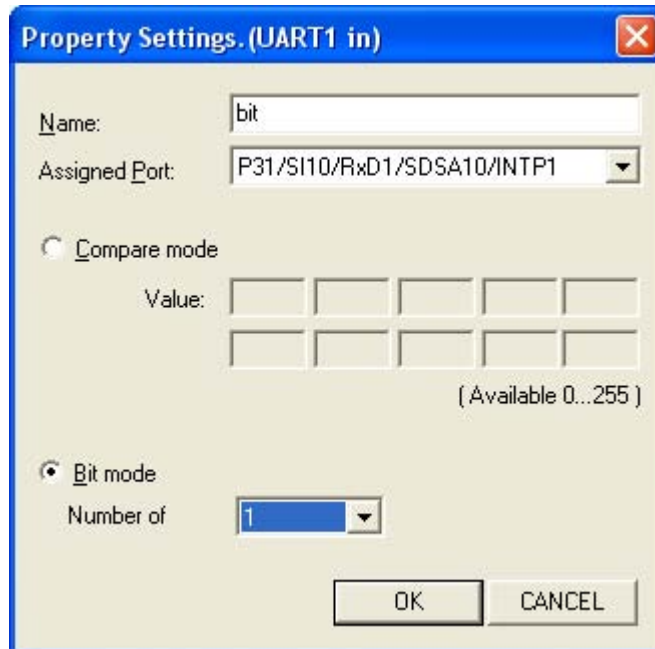 Property Settings.(UART1 in)
Name: bit
Assigned Port: P31/SI10/RxD1/SDSA10/INTP1
Compare mode
Value:
( Available 0...255 )
Bit mode
Number of 1
OK CANCEL